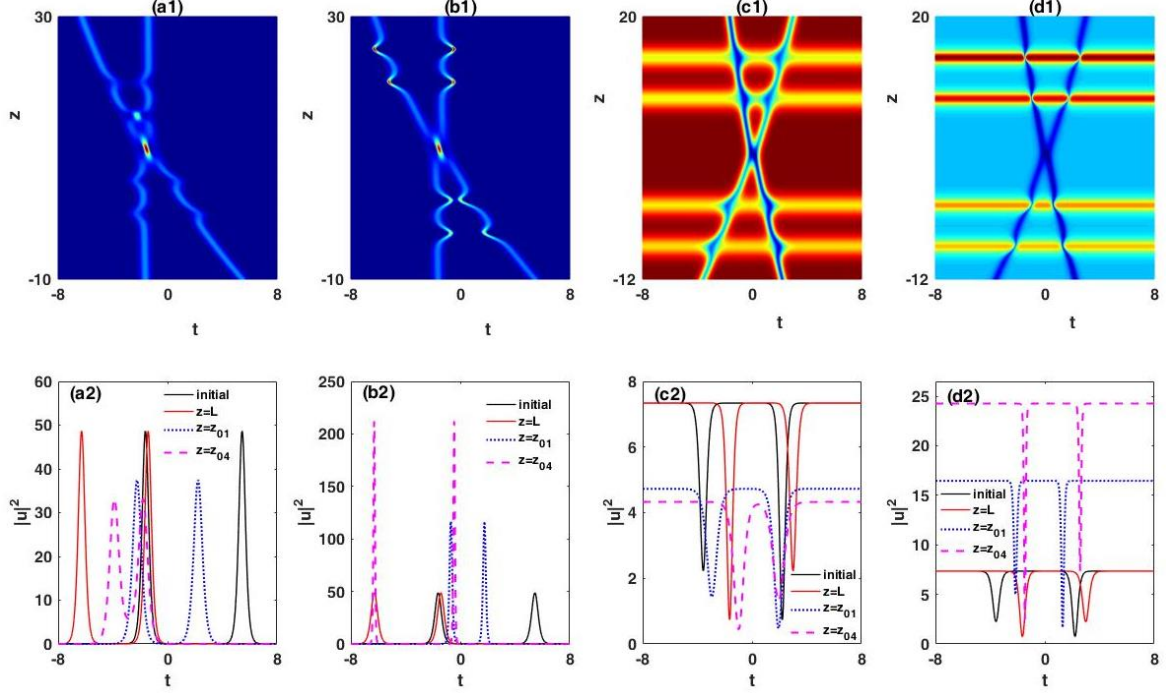 (a1) (b1) (c1) (d1)
30 30 20 20
z z z z
-10 -10 -12 -12
-8 0 8 -8 0 8 -8 0 8 -8 0 8
t t t t
(a2)
60
50
40
30
20
10
0
|u|²
initial
z=L
z=z₀₁
z=z₀₄
-8 0 8
t
(b2)
250
200
150
100
50
0
|u|²
initial
z=L
z=z₀₁
z=z₀₄
-8 0 8
t
(c2)
8
6
4
2
0
|u|²
initial
z=L
z=z₀₁
z=z₀₄
-8 0 8
t
(d2)
25
20
15
10
5
0
|u|²
initial
z=L
z=z₀₁
z=z₀₄
-8 0 8
t